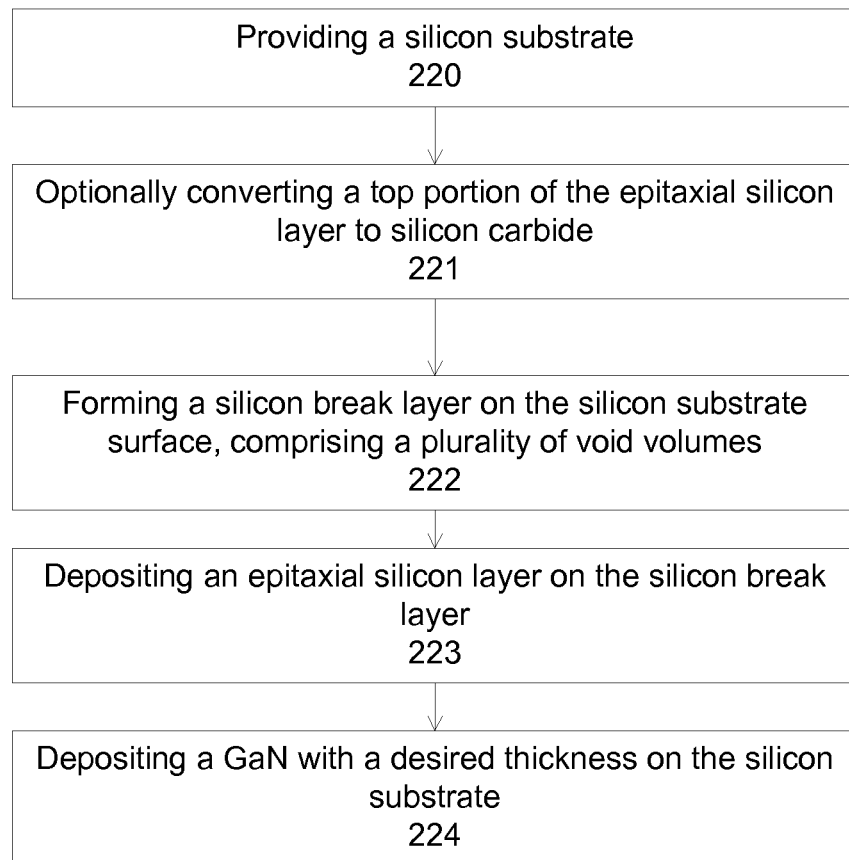 Providing a silicon substrate
220
Optionally converting a top portion of the epitaxial silicon
layer to silicon carbide
221
Forming a silicon break layer on the silicon substrate
surface, comprising a plurality of void volumes
222
Depositing an epitaxial silicon layer on the silicon break
layer
223
Depositing a GaN with a desired thickness on the silicon
substrate
224